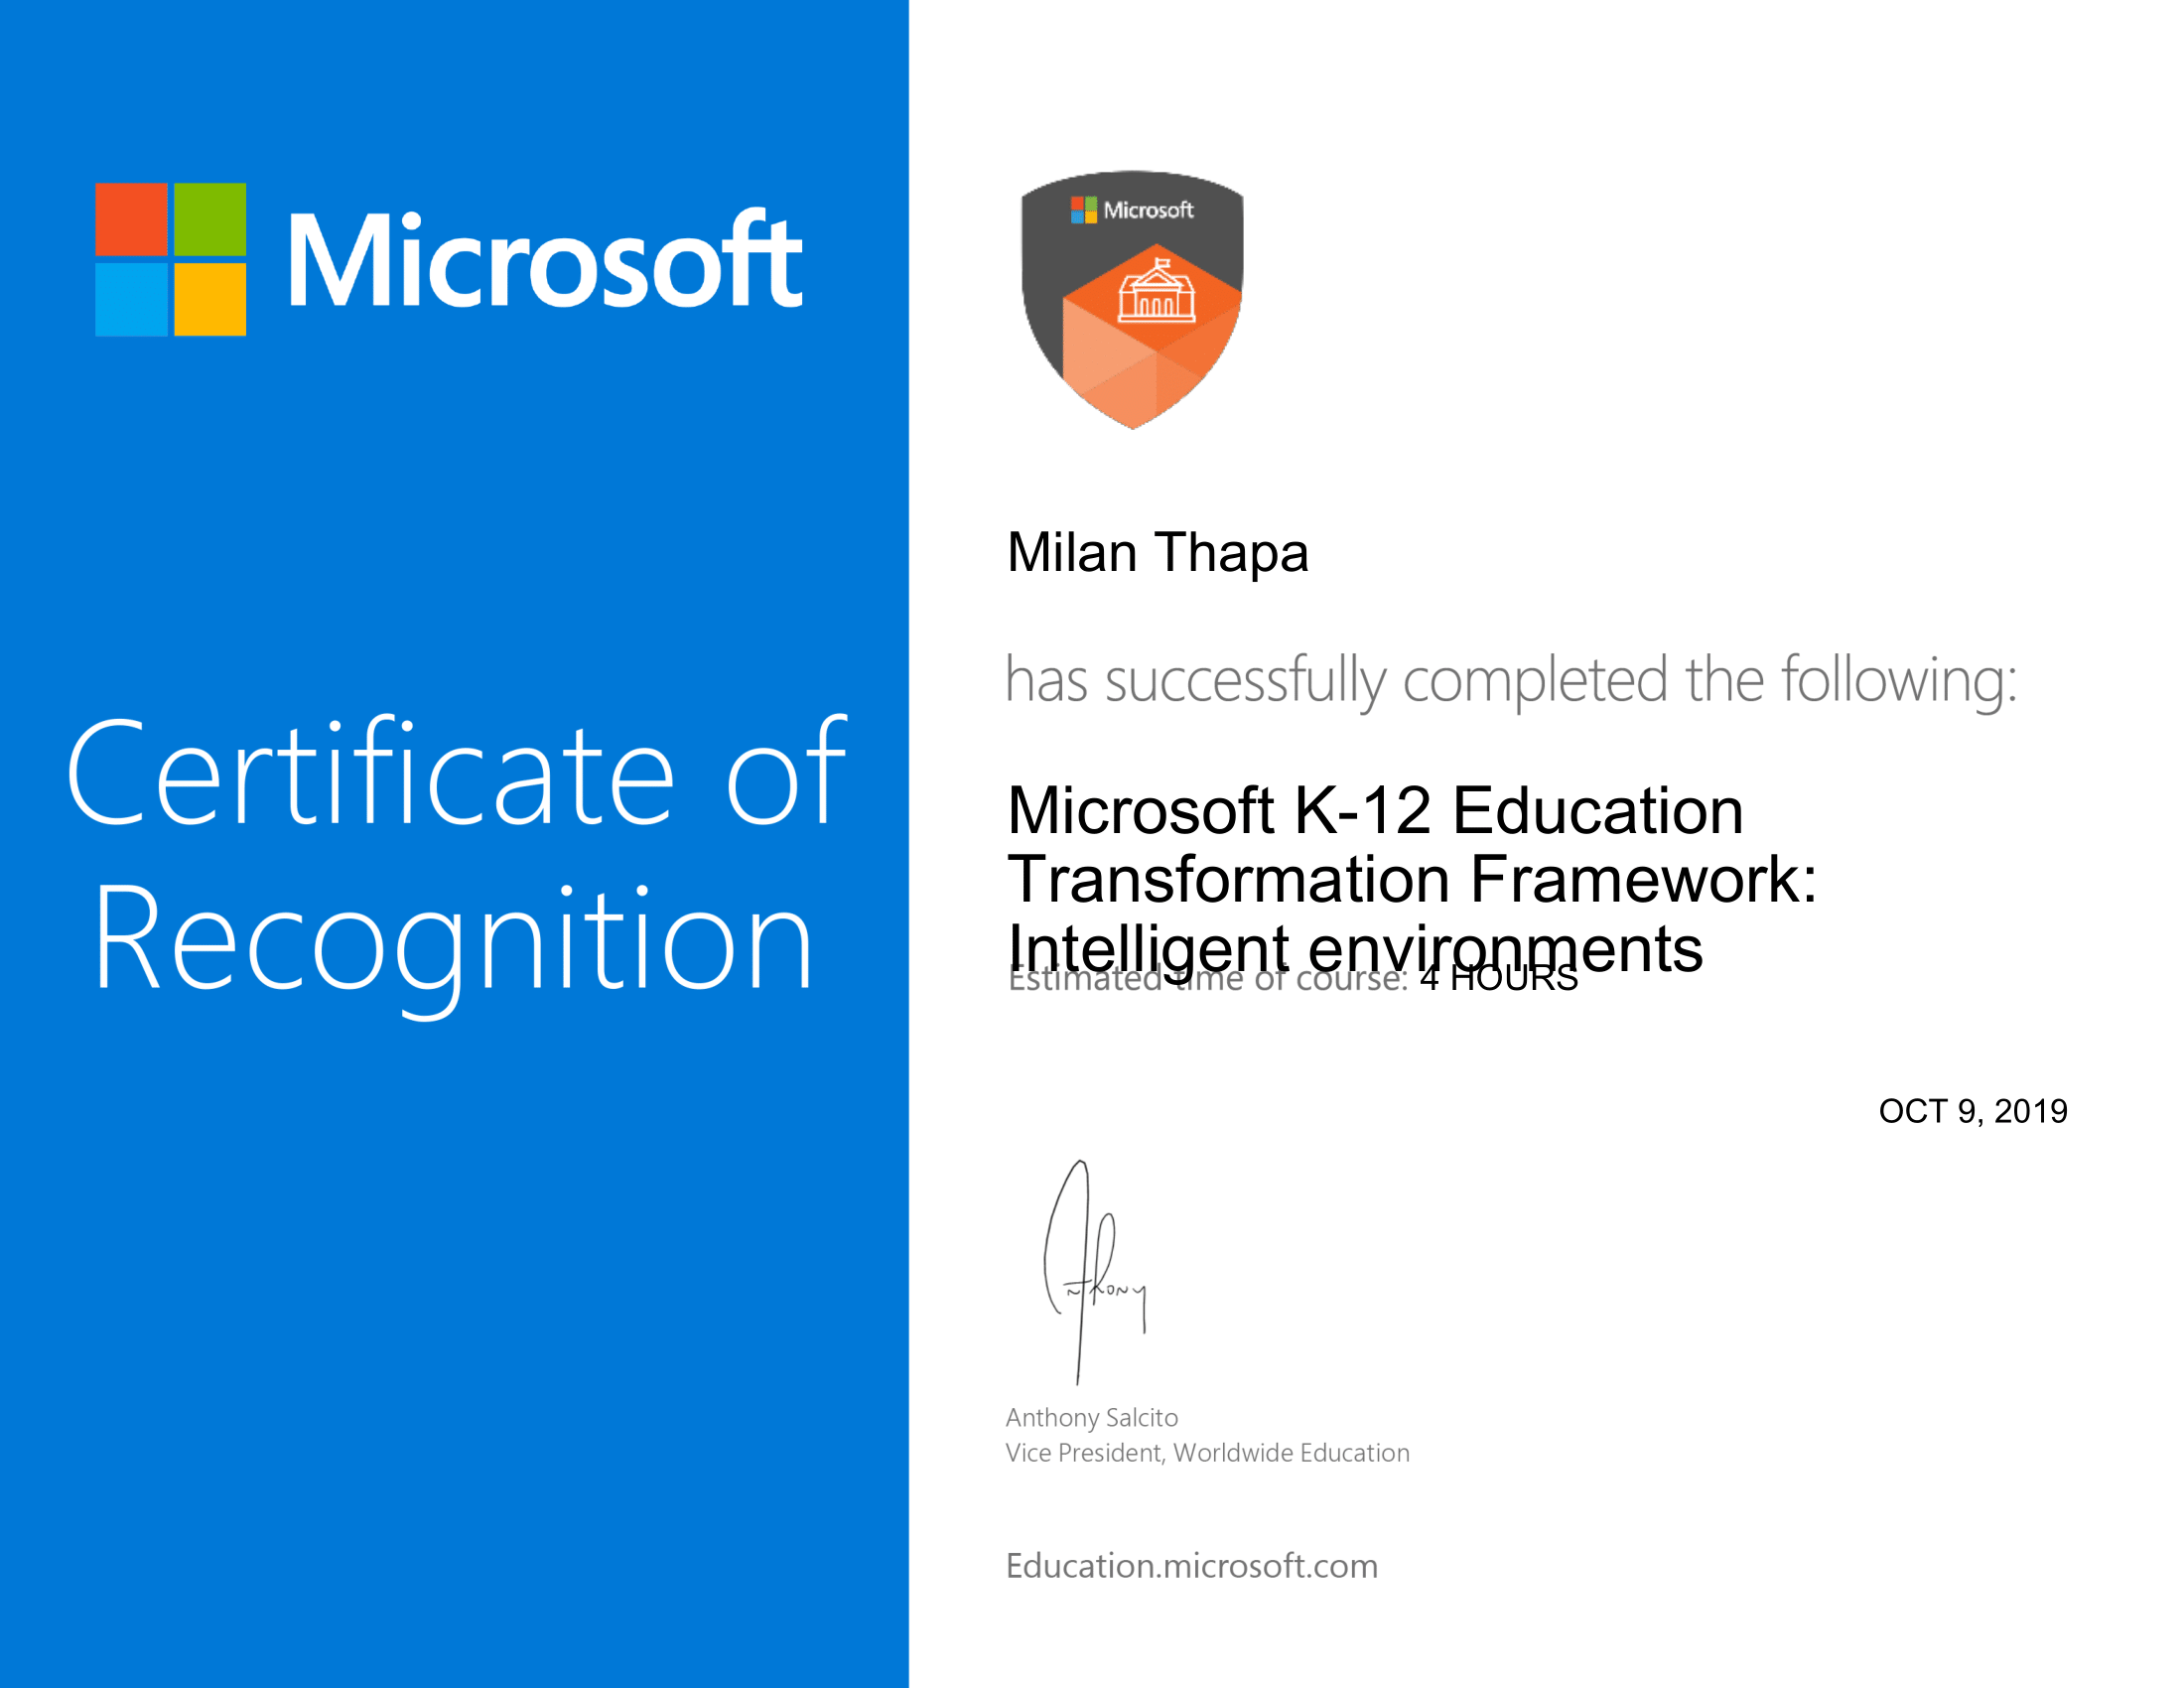 Microsoft
Certificate of
Recognition
Microsoft
Milan Thapa
has successfully completed the following:
Microsoft K-12 Education
Transformation Framework:
Intelligent environments
Estimated time of course: 4 HOURS
OCT 9, 2019
Anthony
Anthony Salcito
Vice President, Worldwide Education
Education.microsoft.com